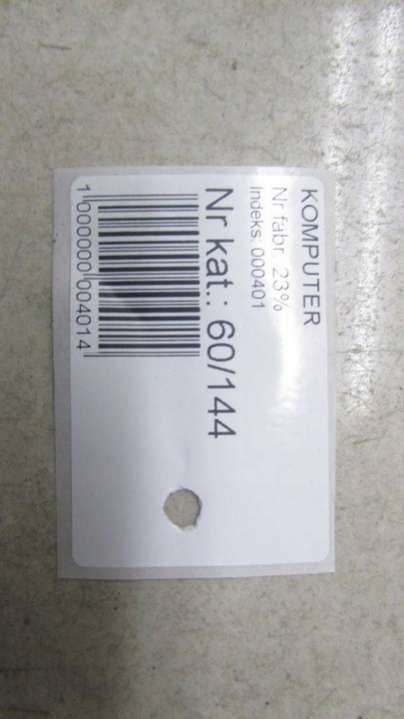 KOMPUTER
Nr fabr. 23%
Indeks: 000401
Nr kat.: 60/144
1 000000 004014